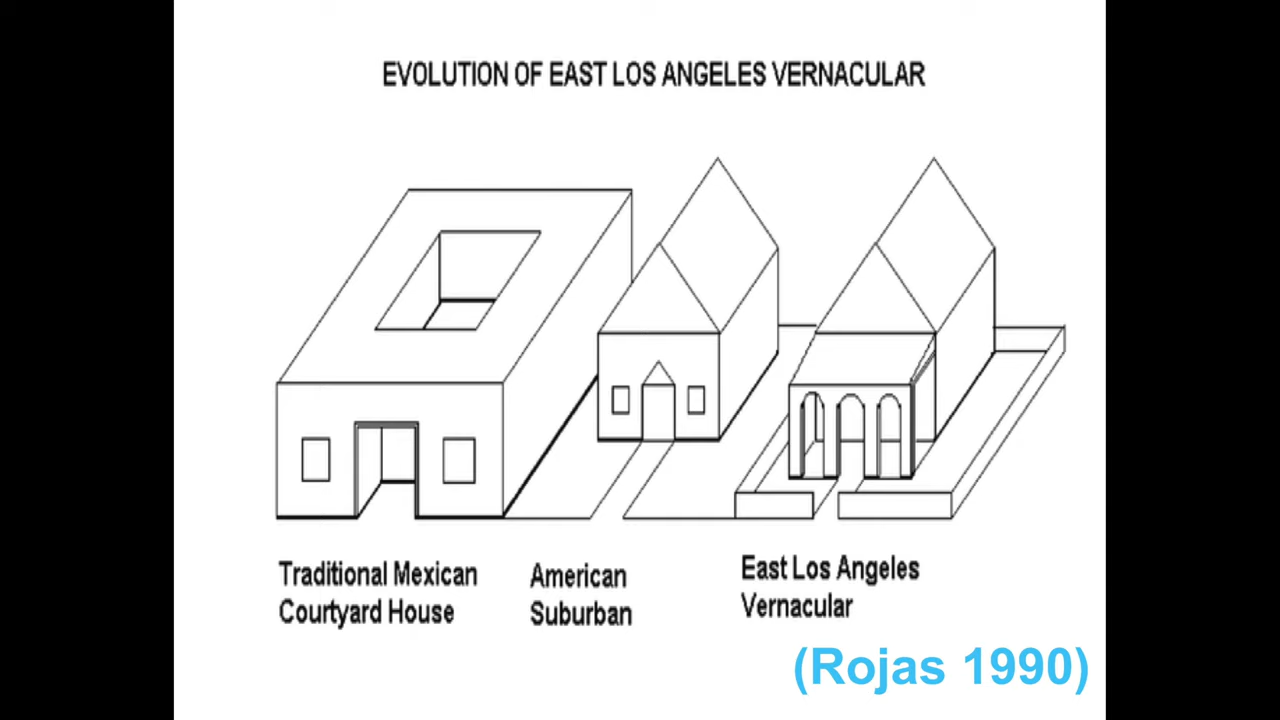 EVOLUTION OF EAST LOS ANGELES VERNACULAR
Traditional Mexican
Courtyard House
American
Suburban
East Los Angeles
Vernacular
(Rojas 1990)